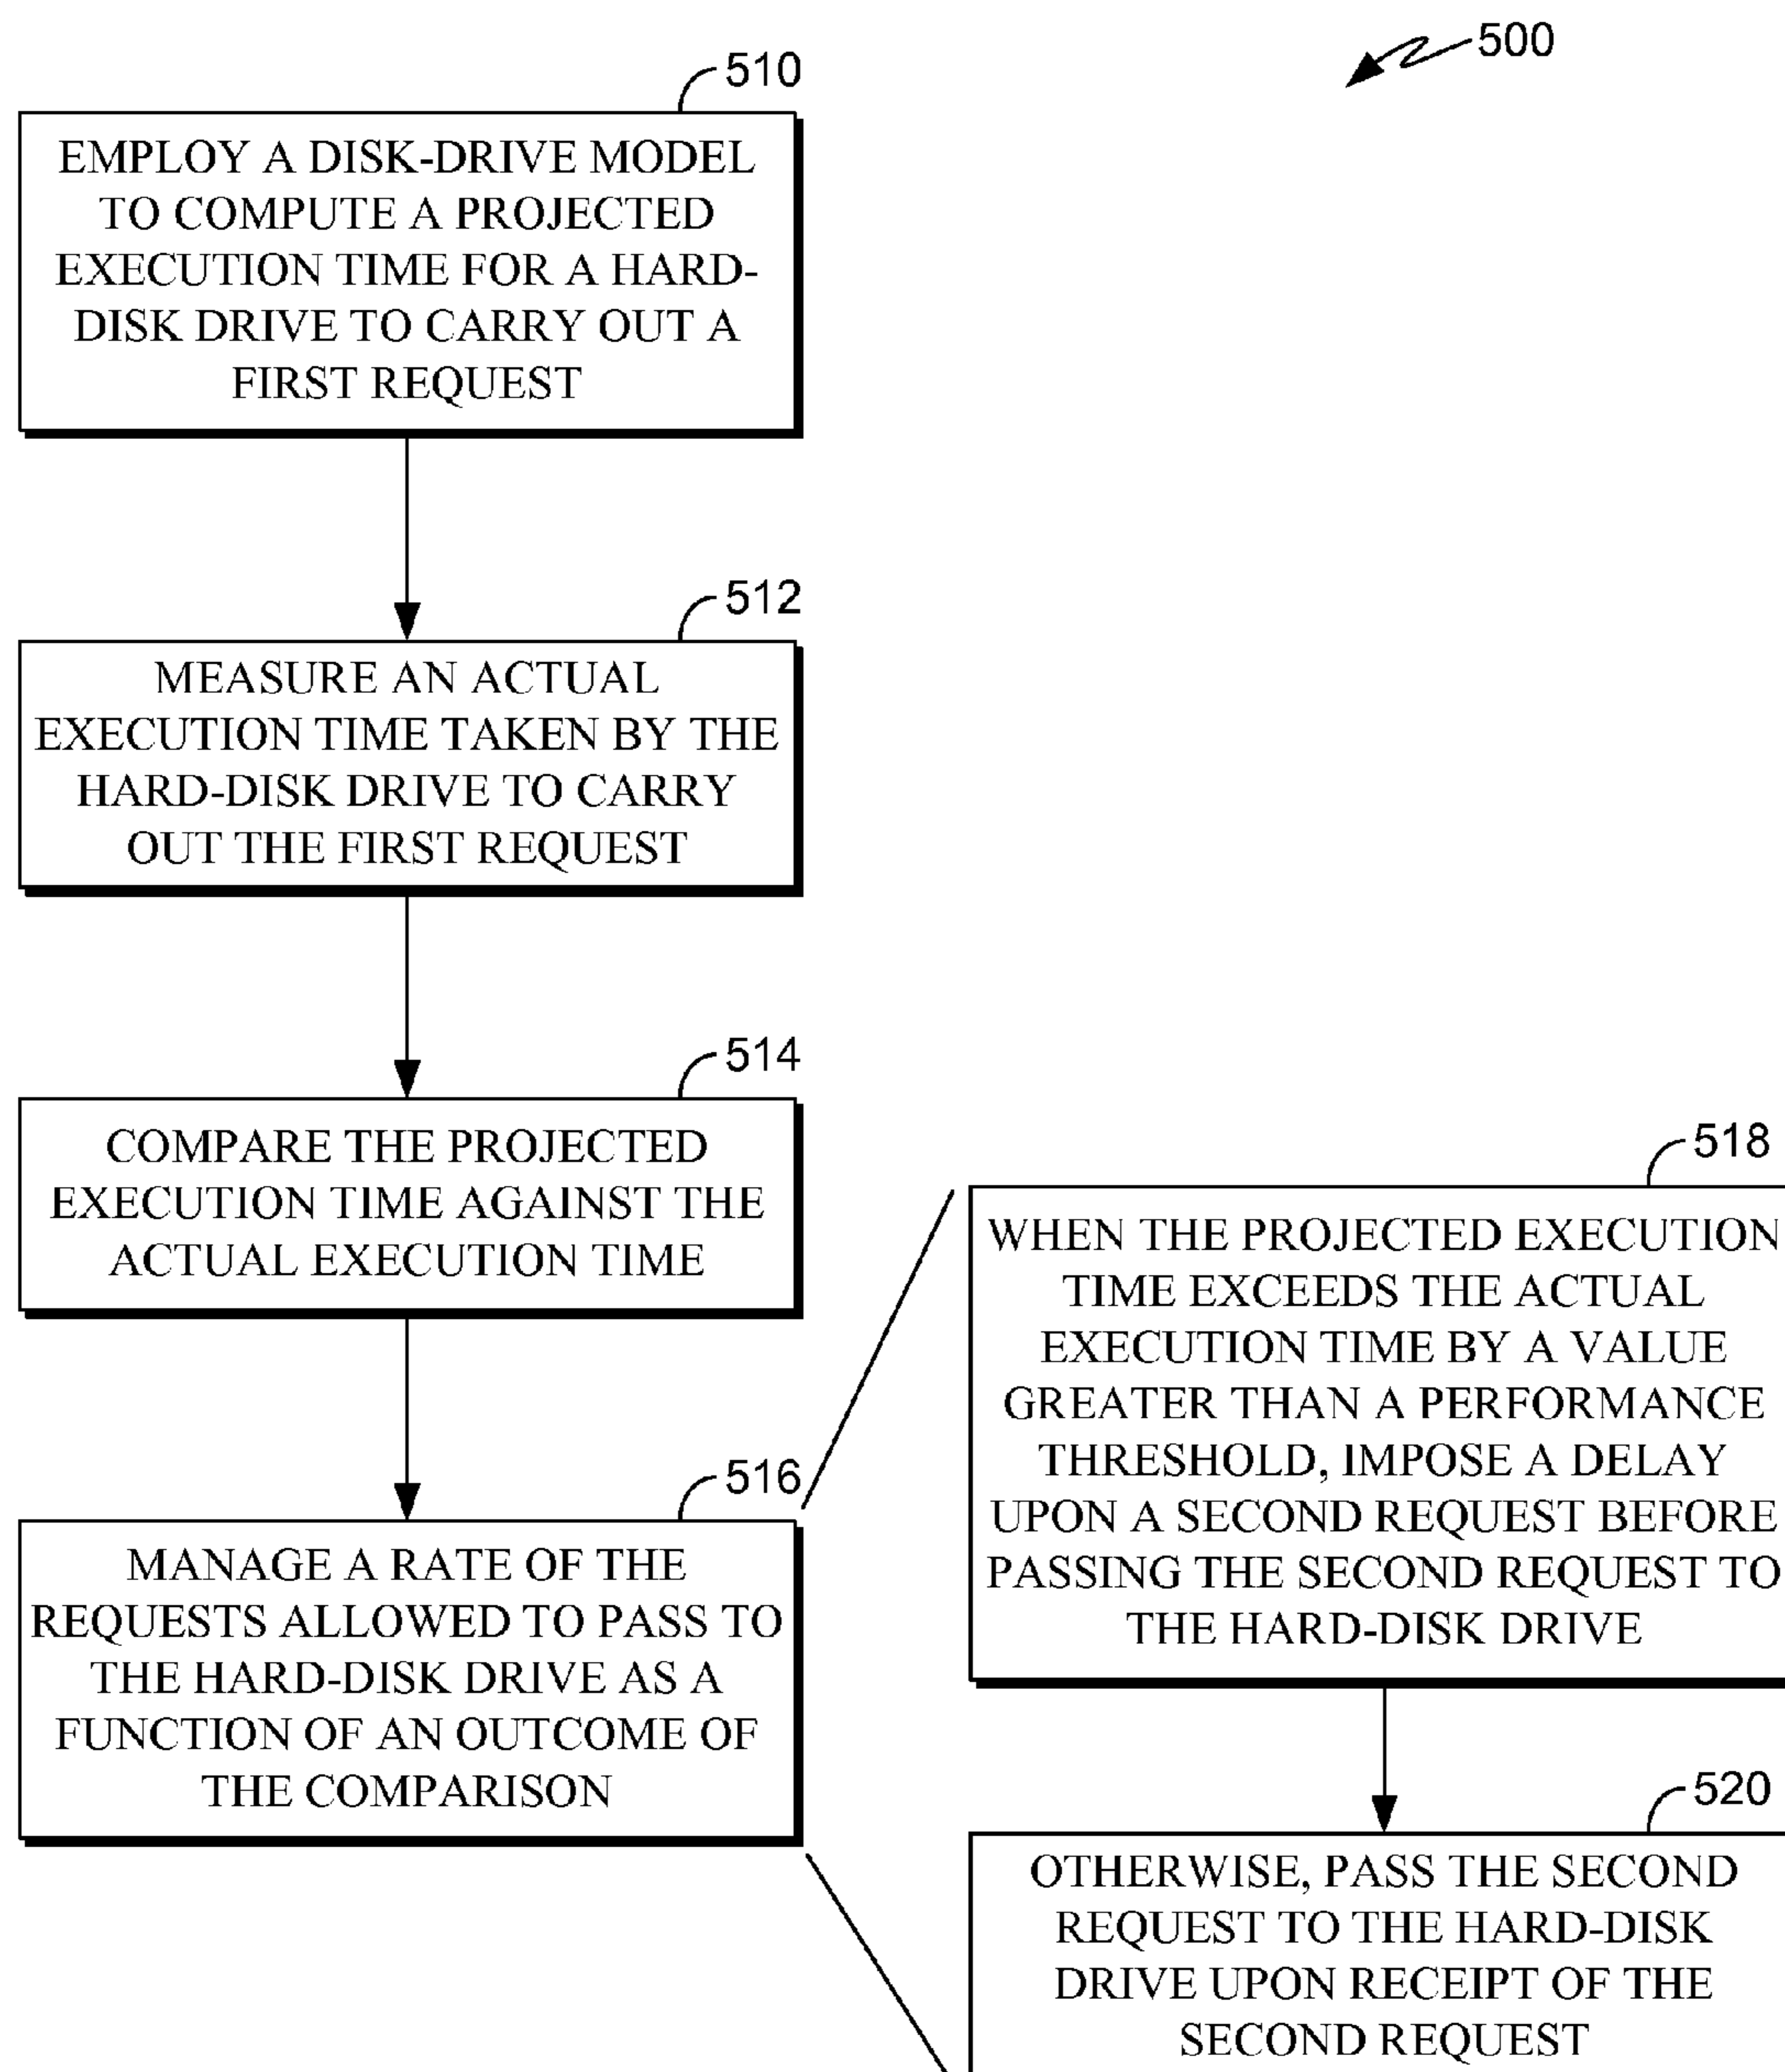 500
510
EMPLOY A DISK-DRIVE MODEL
TO COMPUTE A PROJECTED
EXECUTION TIME FOR A HARD-
DISK DRIVE TO CARRY OUT A
FIRST REQUEST
512
MEASURE AN ACTUAL
EXECUTION TIME TAKEN BY THE
HARD-DISK DRIVE TO CARRY
OUT THE FIRST REQUEST
514
COMPARE THE PROJECTED
EXECUTION TIME AGAINST THE
ACTUAL EXECUTION TIME
516
MANAGE A RATE OF THE
REQUESTS ALLOWED TO PASS TO
THE HARD-DISK DRIVE AS A
FUNCTION OF AN OUTCOME OF
THE COMPARISON
518
WHEN THE PROJECTED EXECUTION
TIME EXCEEDS THE ACTUAL
EXECUTION TIME BY A VALUE
GREATER THAN A PERFORMANCE
THRESHOLD, IMPOSE A DELAY
UPON A SECOND REQUEST BEFORE
PASSING THE SECOND REQUEST TO
THE HARD-DISK DRIVE
520
OTHERWISE, PASS THE SECOND
REQUEST TO THE HARD-DISK
DRIVE UPON RECEIPT OF THE
SECOND REQUEST